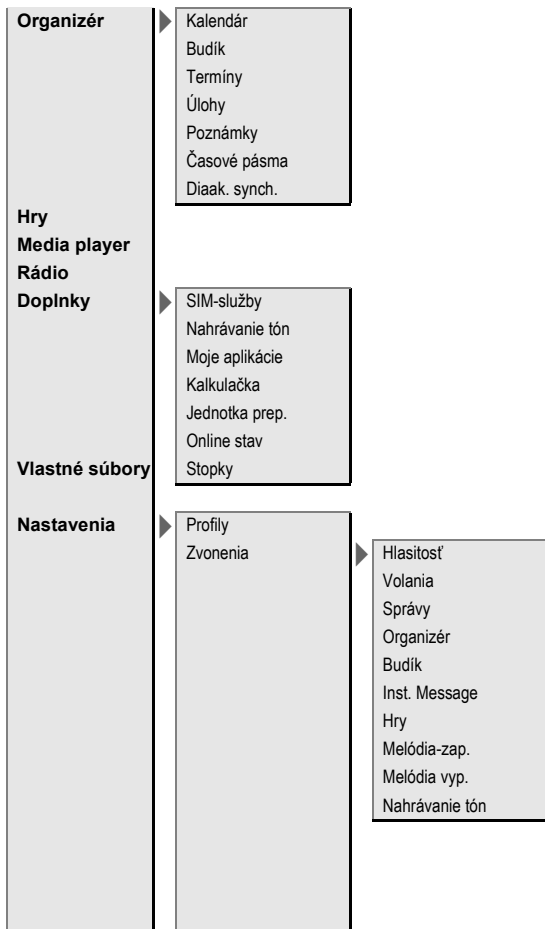 Organizér
Kalendár
Budík
Termíny
Úlohy
Poznámky
Časové pásma
Diaak. synch.
Hry
Media player
Rádio
Doplnky
SIM-služby
Nahrávanie tón
Moje aplikácie
Kalkulačka
Jednotka prep.
Online stav
Vlastné súbory
Stopky
Nastavenia
Profily
Zvonenia
Hlasitosť
Volania
Správy
Organizér
Budík
Inst. Message
Hry
Melódia-zap.
Melódia vyp.
Nahrávanie tón